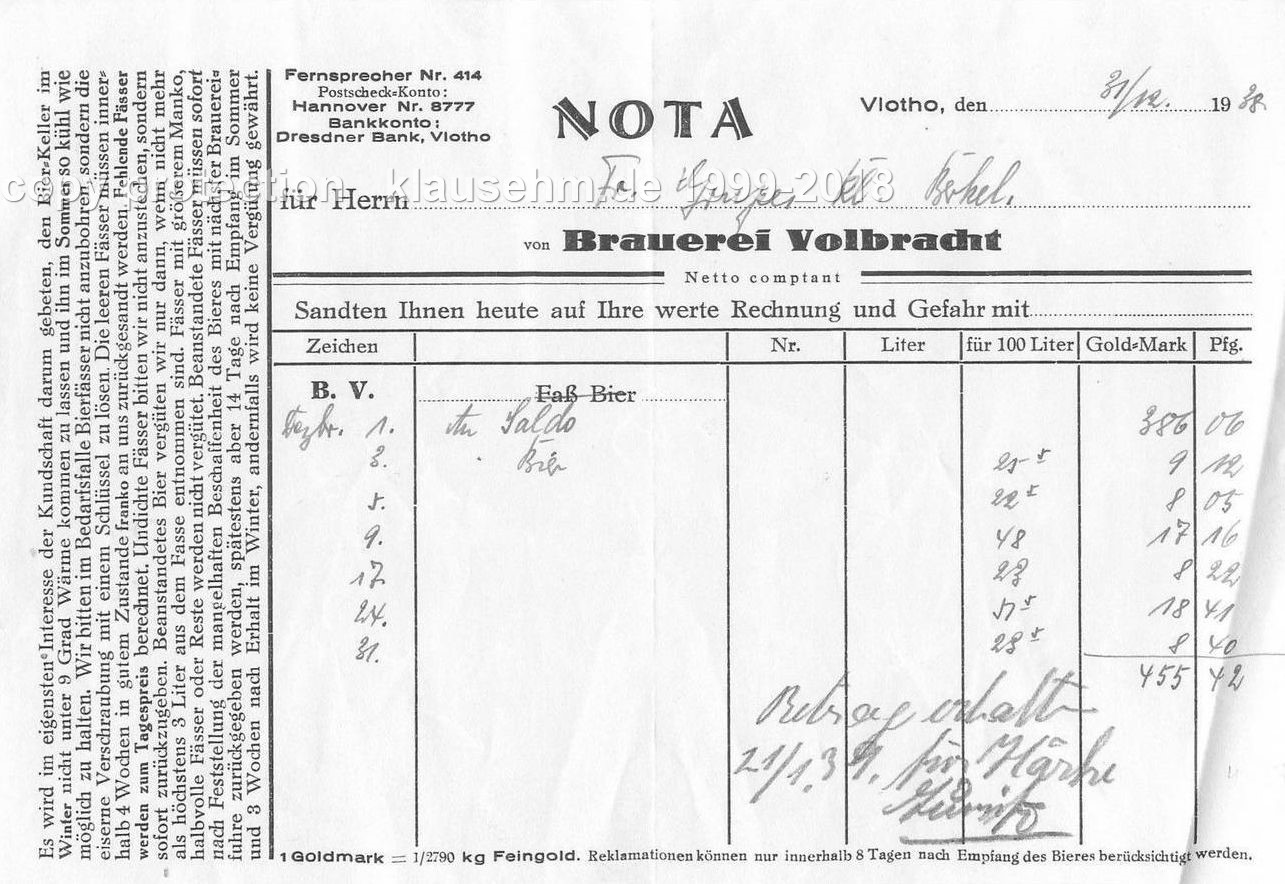 Es wird im eigensten Interesse der Kundschaft darum gebeten, den Bier-Keller im
Winter nicht unter 9 Grad Wärme kommen zu lassen und ihn im Sommer so kühl wie
möglich zu halten. Wir bitten im Bedarfsfalle Bierfässer nicht anzubohren, sondern die
eiserne Verschraubung mit einem Schlüssel zu lösen. Die leeren Fässer müssen inner-
halb 4 Wochen in gutem Zustande franko an uns zurückgesandt werden. Fehlende Fässer
werden zum Tagespreis berechnet. Undichte Fässer bitten wir nicht anzustechen, sondern
sofort zurückzugeben. Beanstandetes Bier vergüten wir nur dann, wenn nicht mehr
als höchstens 3 Liter aus dem Fasse entnommen sind. Fässer mit größerem Manko,
halbvolle Fässer oder Reste werden nicht vergütet. Beanstandete Fässer müssen sofort
nach Feststellung der mangelhaften Beschaffenheit des Bieres mit nächster Brauerei-
fuhre zurückgegeben werden, spätestens aber 14 Tage nach Empfang im Sommer
und 3 Wochen nach Erhalt im Winter, andernfalls wird keine Vergütung gewährt.
Fernsprecher Nr. 414
Postscheck-Konto:
Hannover Nr. 8777
Bankkonto:
Dresdner Bank, Vlotho
NOTA
Vlotho, den 31/12. 1938
klausehm.de 1999-2018
für Herrn Fr.
von Brauerei Volbracht
Netto comptant
Sandten Ihnen heute auf Ihre werte Rechnung und Gefahr mit
Zeichen Nr. Liter für 100 Liter Gold-Mark Pfg.
B. V. Faß Bier
Dezbr. 1. An Saldo 386 06
3. Bier 25 5 9 12
5. 22 5 8 05
9. 48 17 16
17. 23 8 22
24. 51 5 18 41
31. 23 5 8 40
455 42
Betrag erhalten
21/1.39. für
1 Goldmark = 1/2790 kg Feingold. Reklamationen können nur innerhalb 8 Tagen nach Empfang des Bieres berücksichtigt werden.